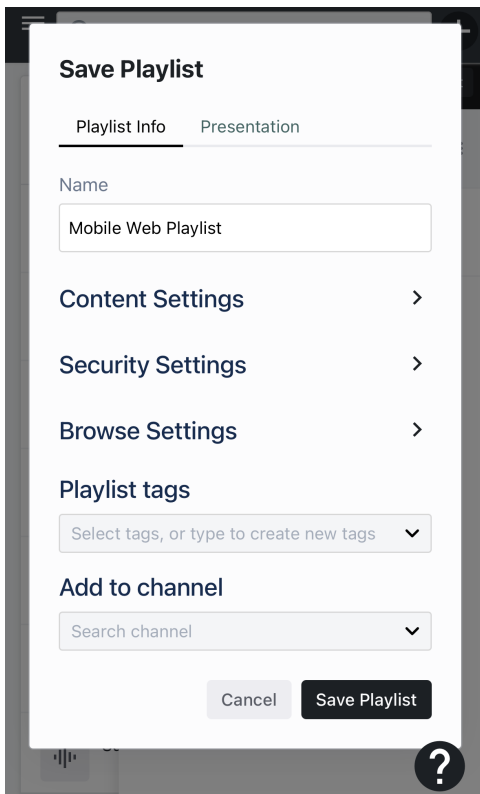 Save Playlist
Playlist Info Presentation
Name
Mobile Web Playlist
Content Settings
Security Settings
Browse Settings
Playlist tags
Select tags, or type to create new tags
Add to channel
Search channel
Cancel Save Playlist
?